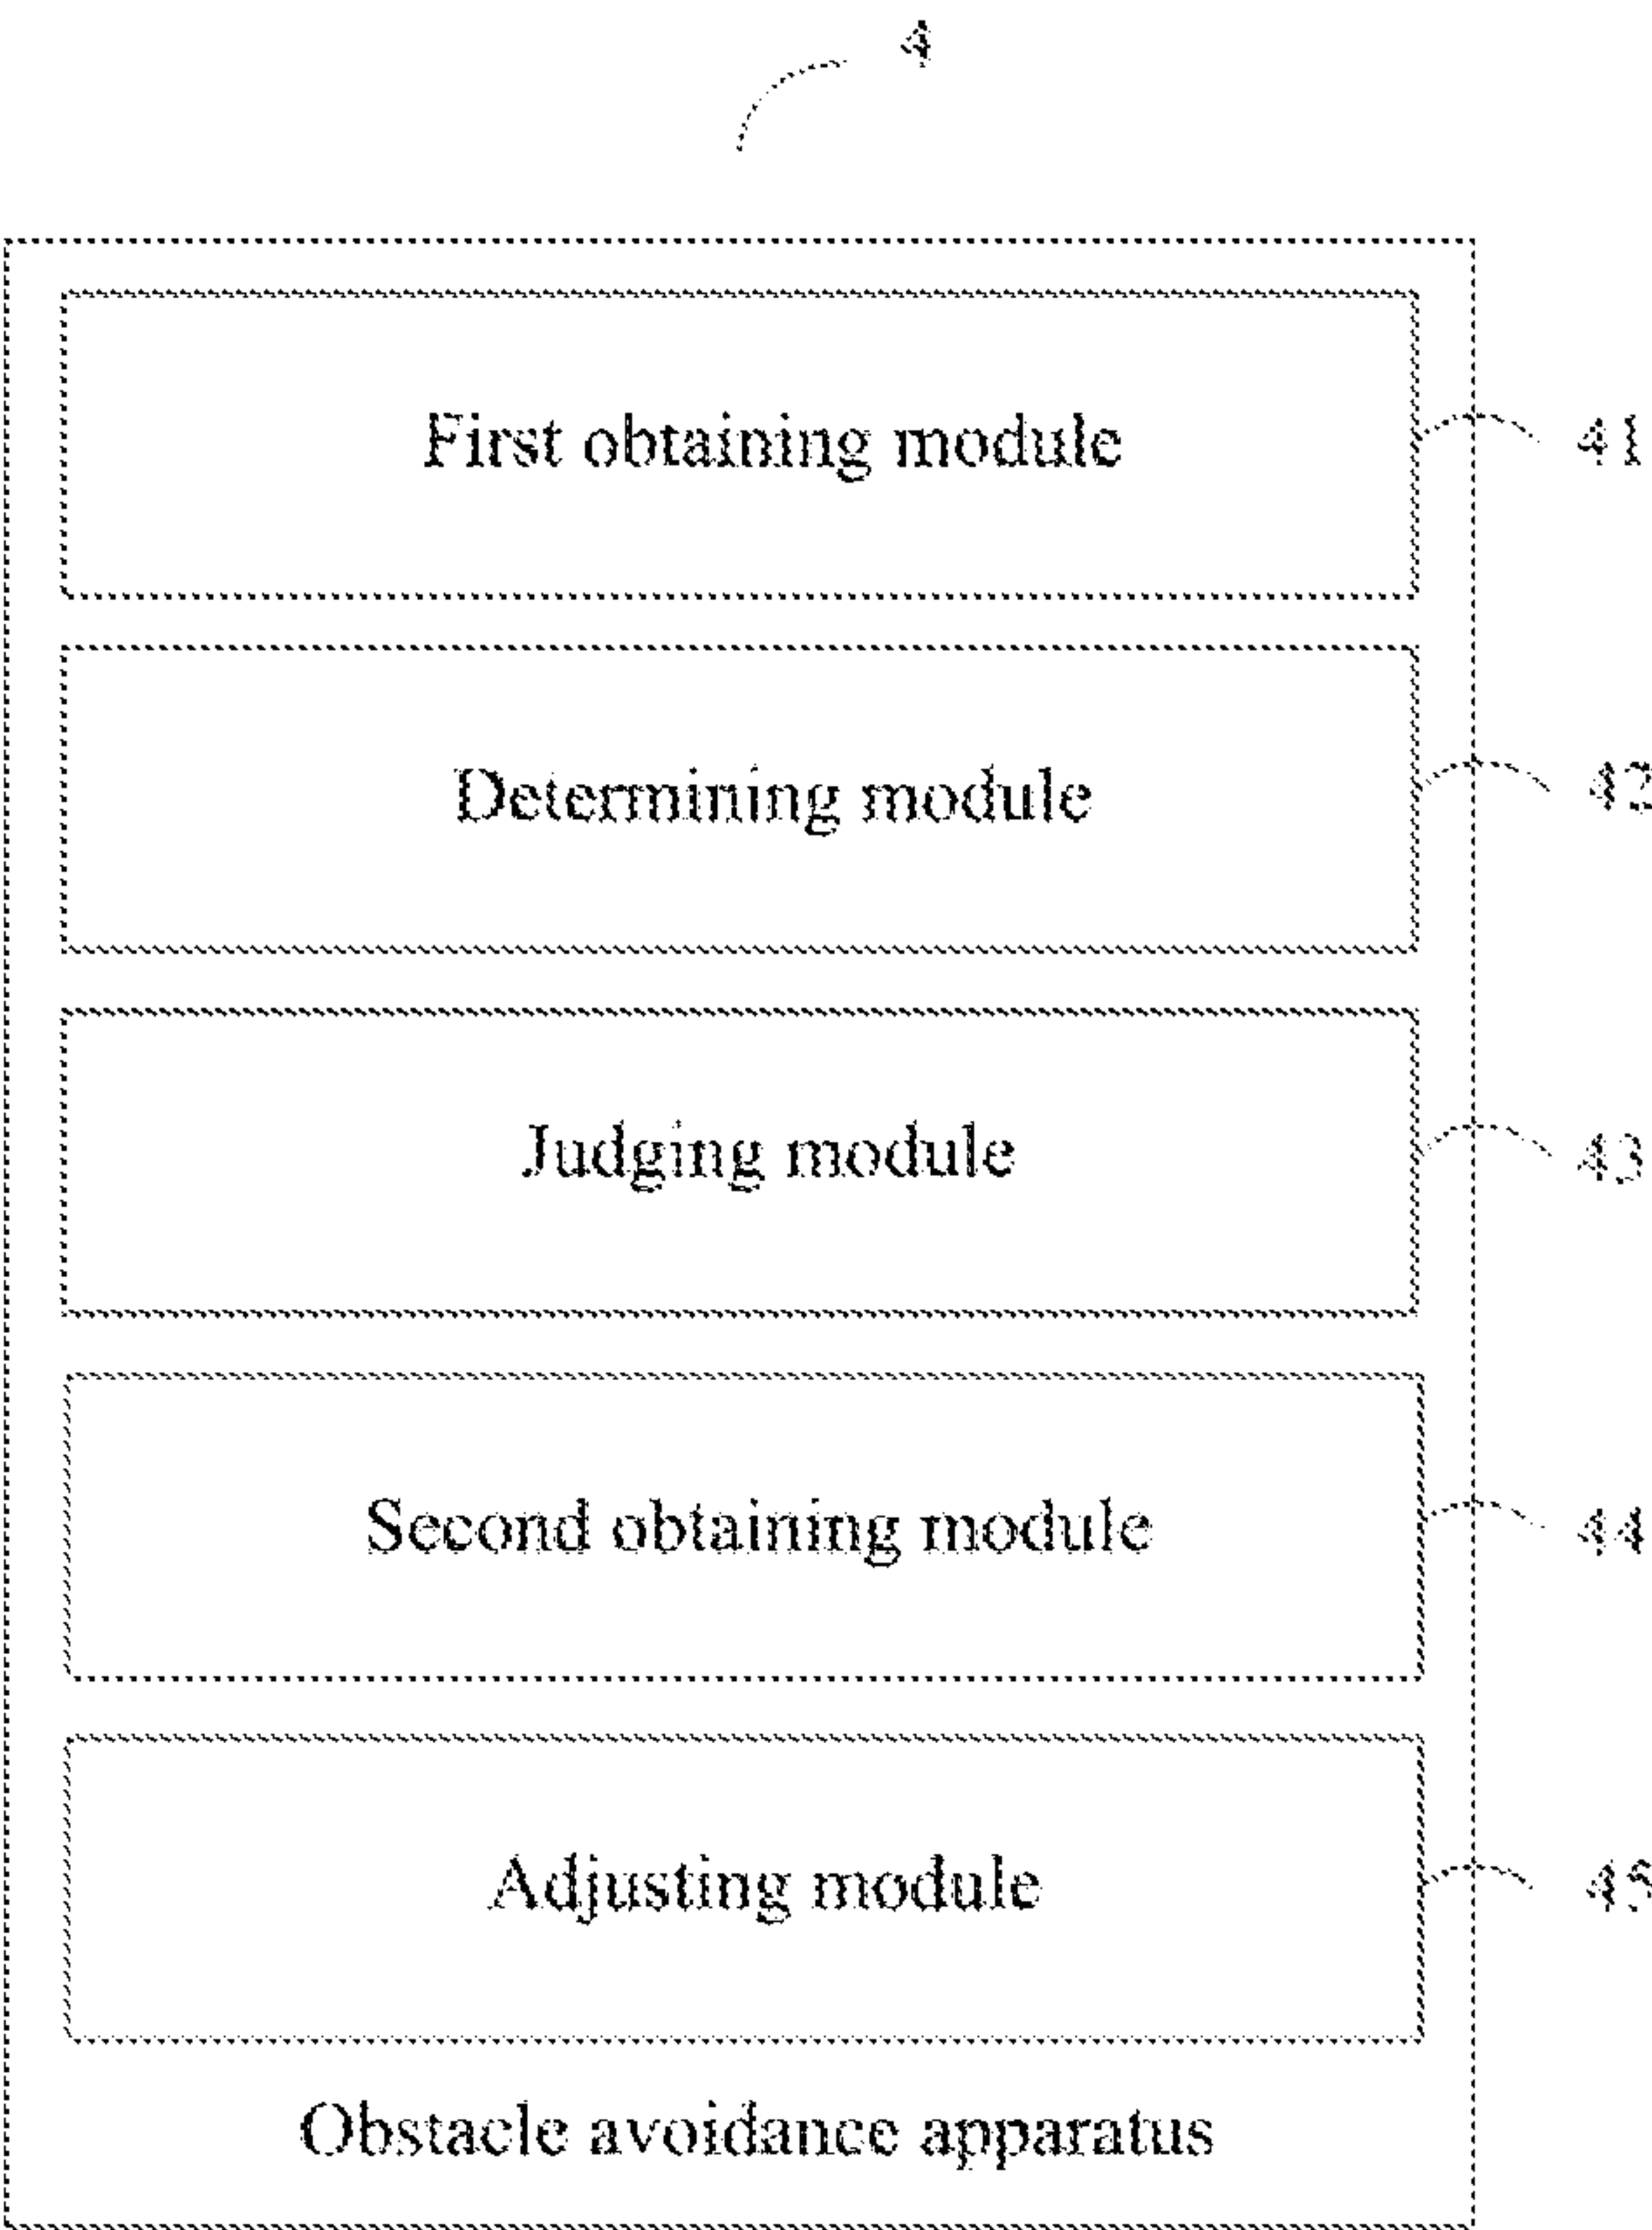 4
First obtaining module 41
Determining module 42
Judging module 43
Second obtaining module 44
Adjusting module 45
Obstacle avoidance apparatus